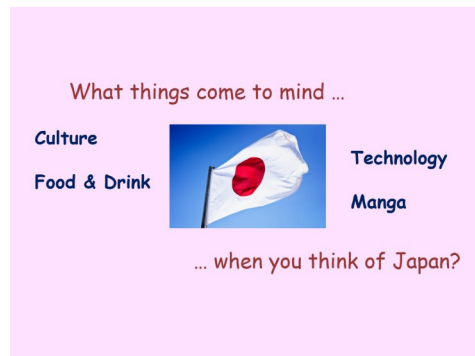 What things come to mind ...
Culture
Food & Drink
Technology
Manga
... when you think of Japan?